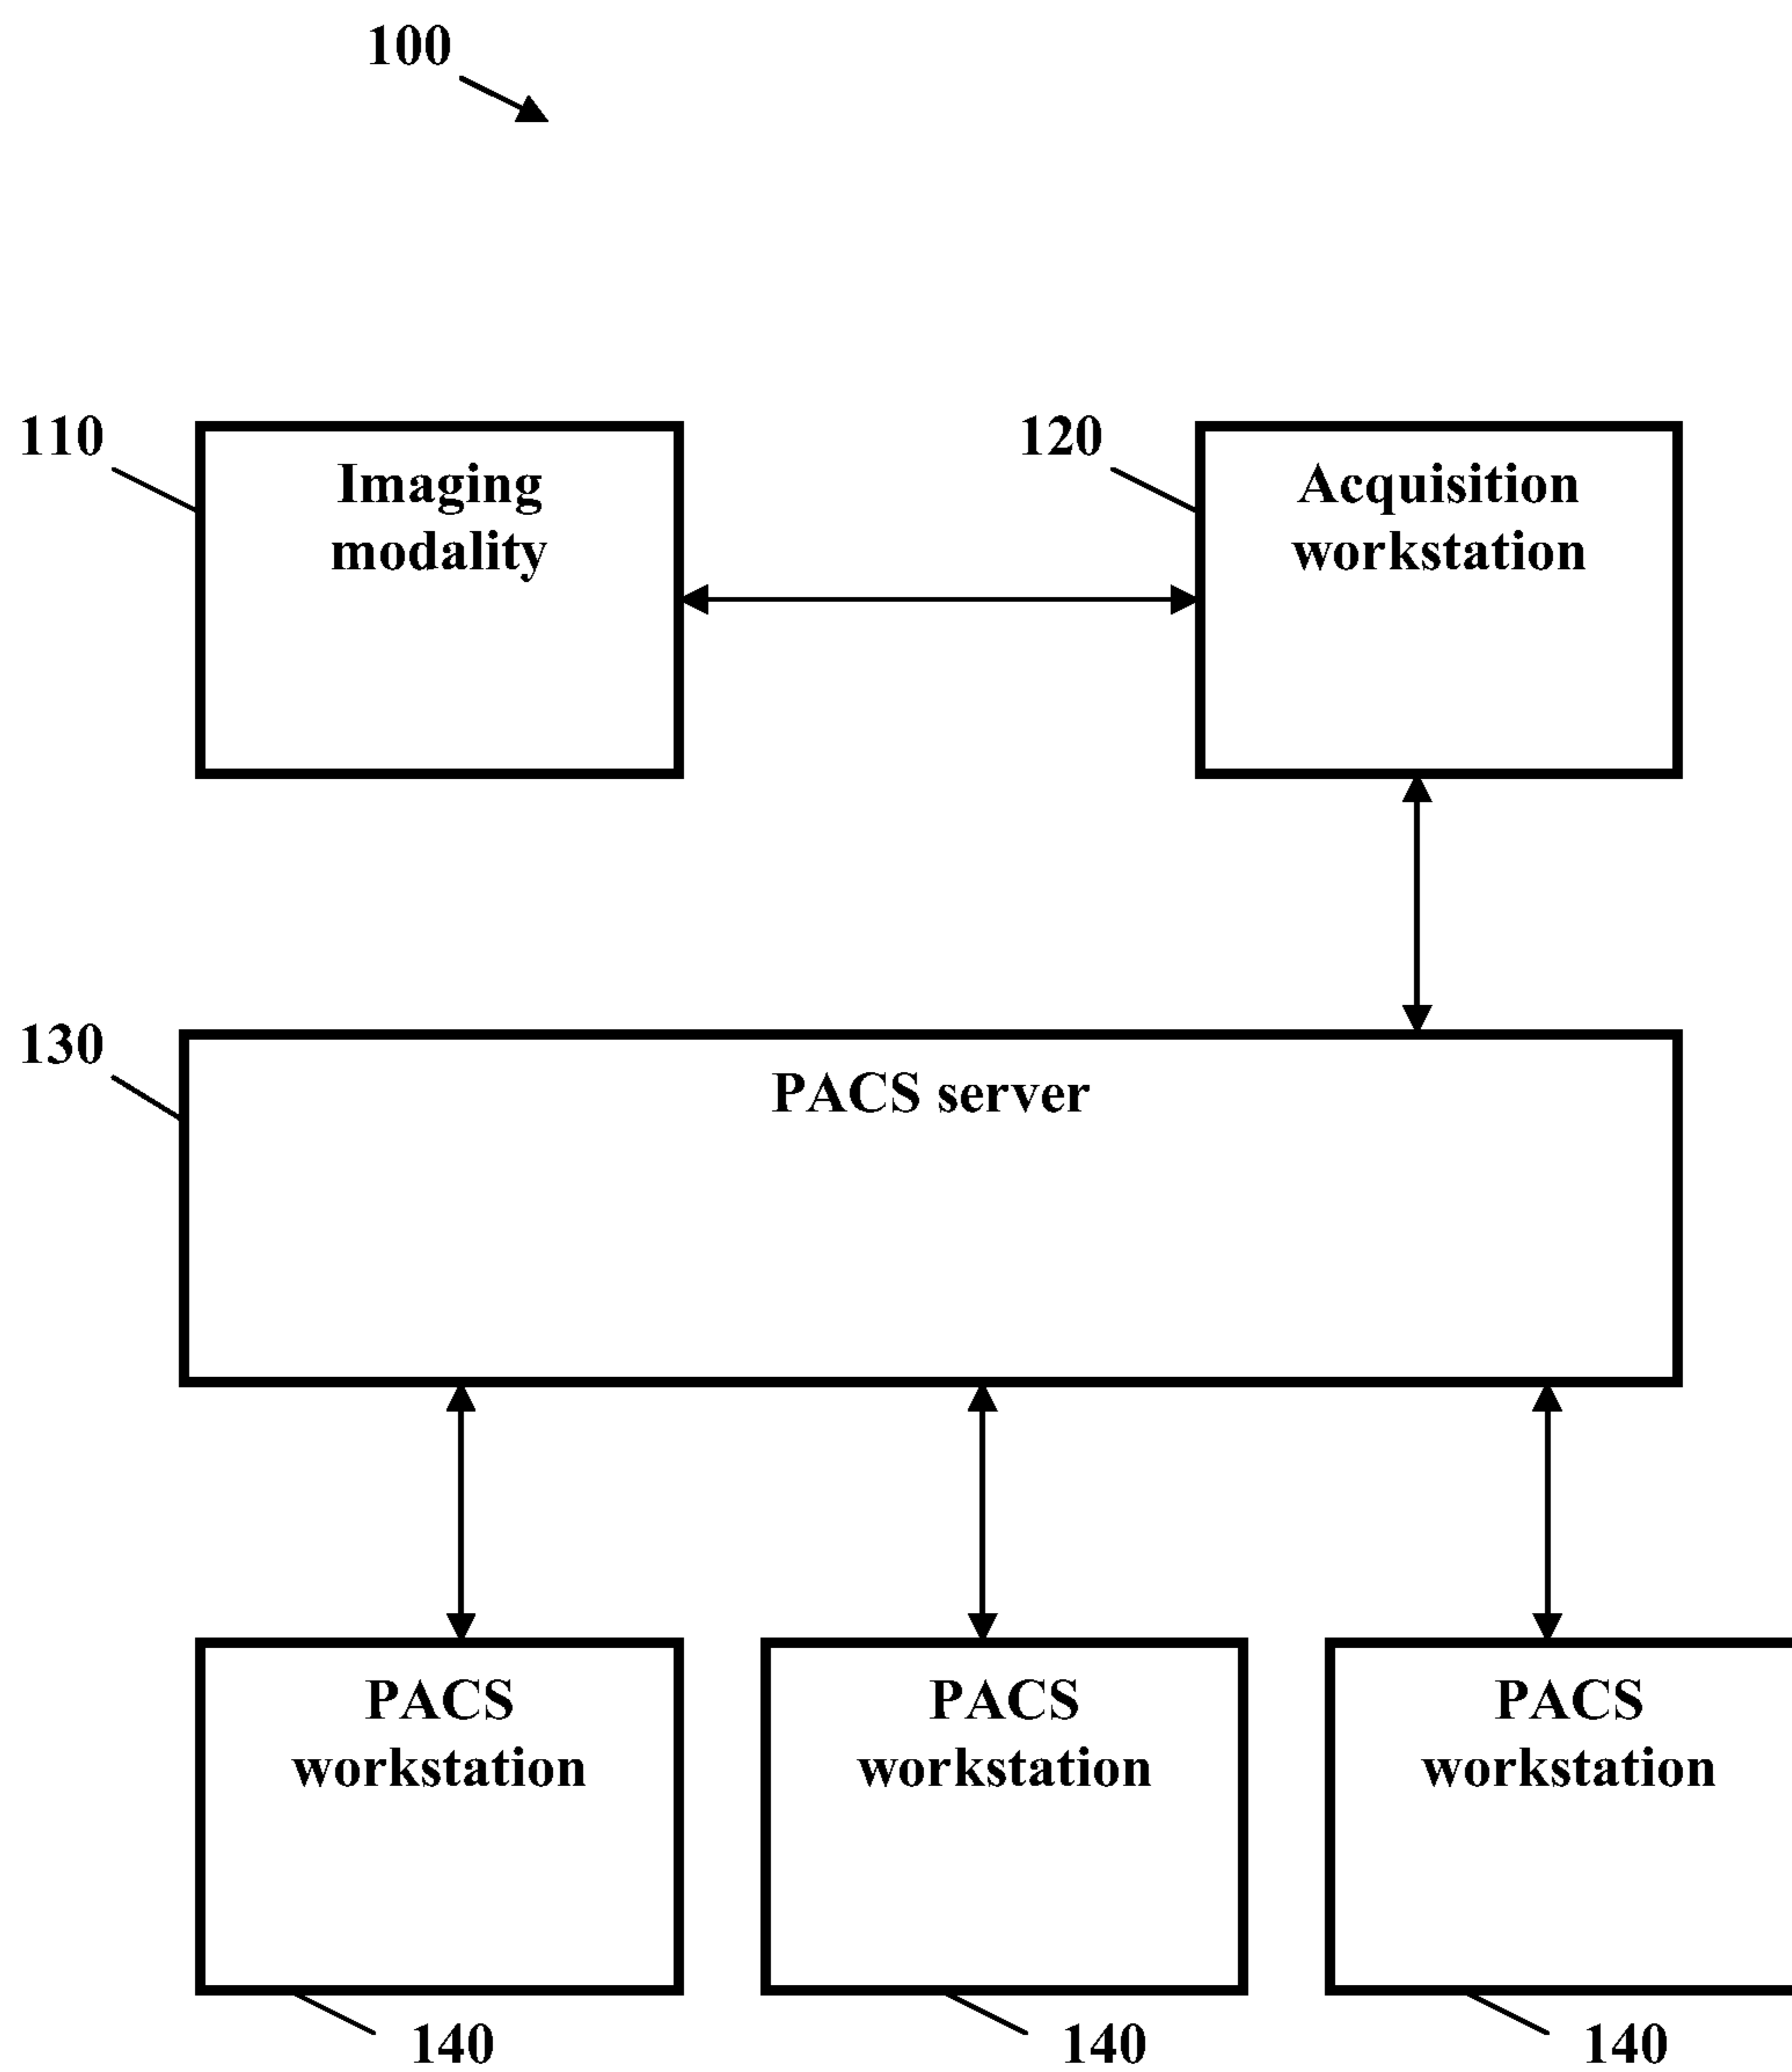 100
110
Imaging
modality
120
Acquisition
workstation
130
PACS server
PACS
workstation
PACS
workstation
PACS
workstation
140
140
140